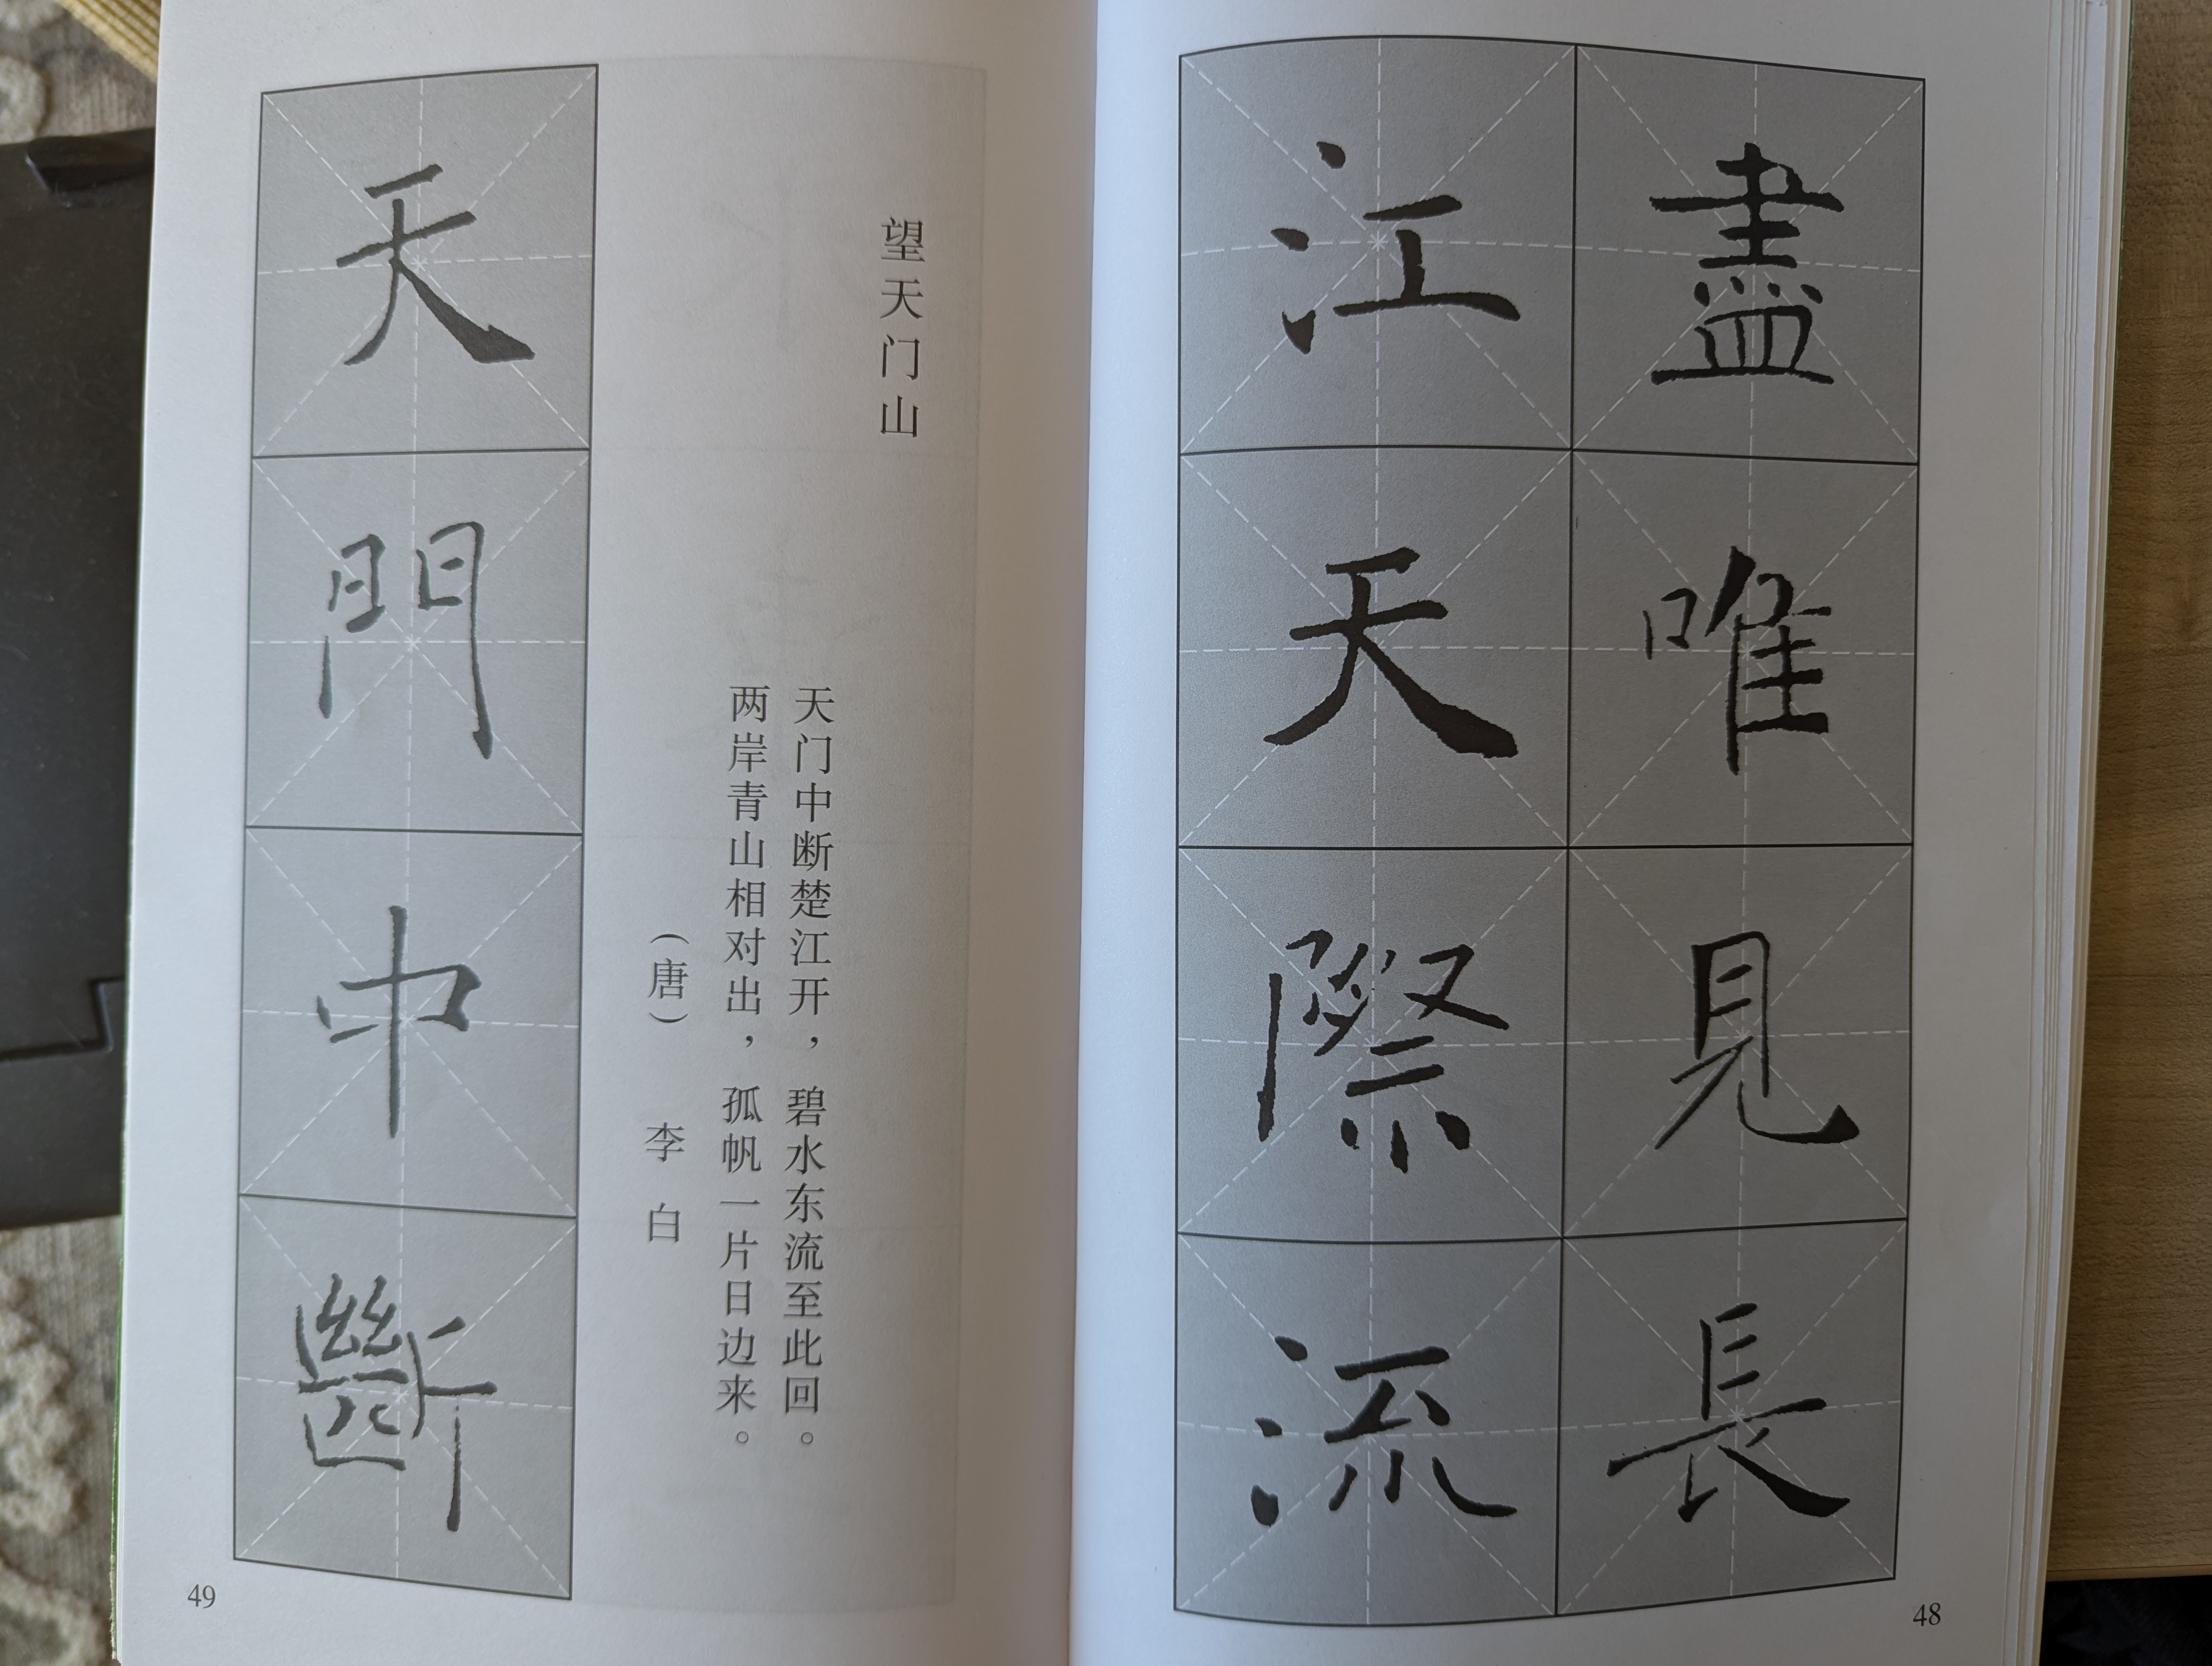 盡唯見長
江天際流
48
望天门山
天门中断楚江开，碧水东流至此回。
两岸青山相对出，孤帆一片日边来。
（唐） 李白
天門中斷
49